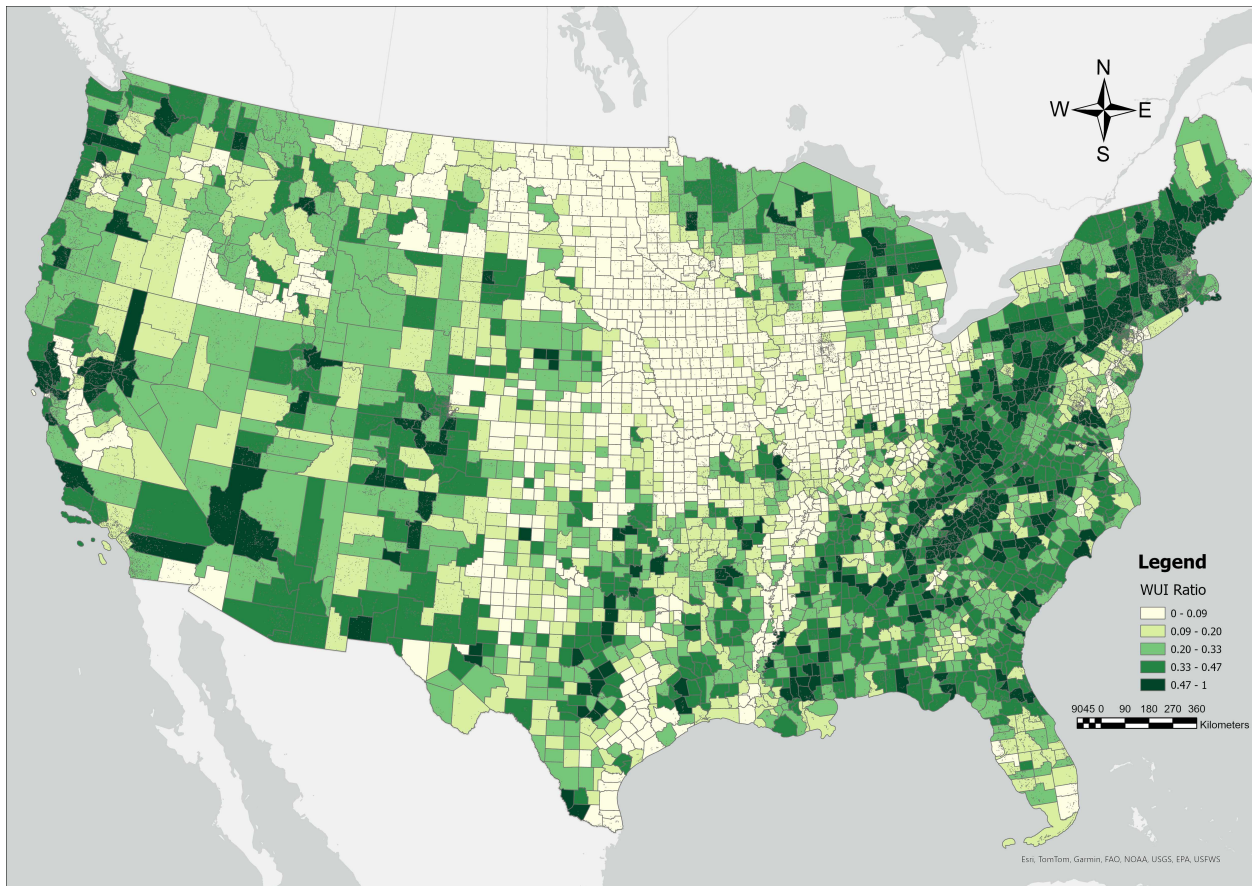 N
W E
S
Legend
WUI Ratio
0 - 0.09
0.09 - 0.20
0.20 - 0.33
0.33 - 0.47
0.47 - 1
9045 0 90 180 270 360
Kilometers
Esri, TomTom, Garmin, FAO, NOAA, USGS, EPA, USFWS